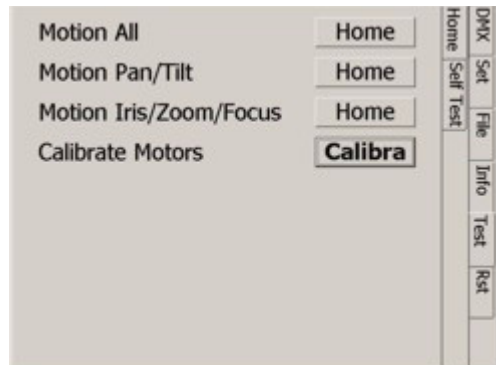 Motion All Home
Motion Pan/Tilt Home
Motion Iris/Zoom/Focus Home
Calibrate Motors Calibra
Home Self Test
DMX Set File Info Test Rst